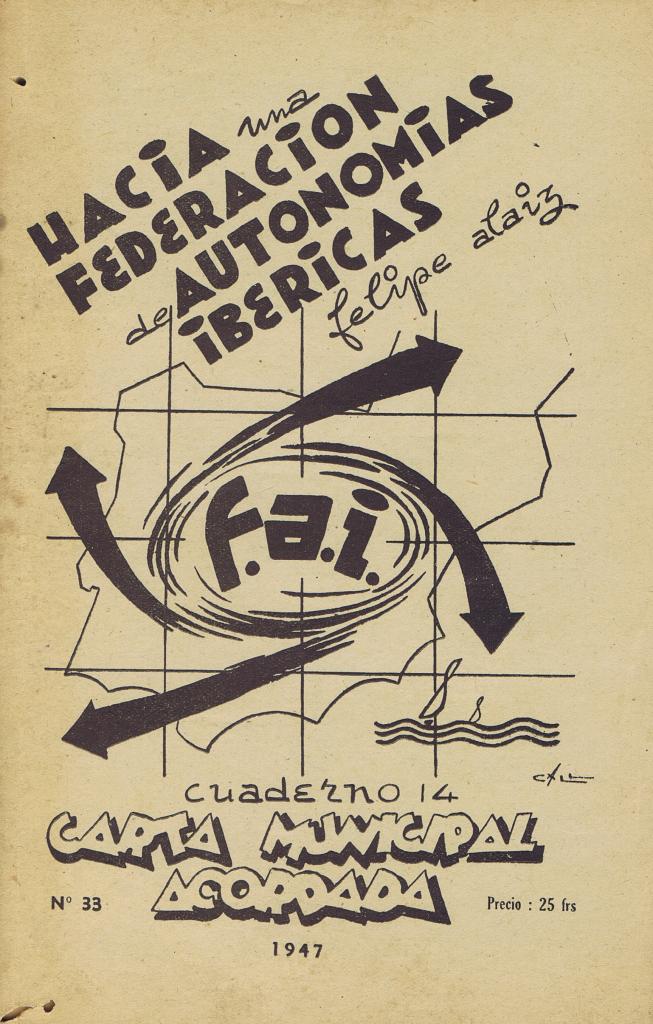 HACIA una
FEDERACION
de AUTONOMIAS
IBERICAS
felipe alaiz
f.a.i.
cuaderno 14
CARTA MUNICIPAL
ACORDADA
Nº 33
Precio : 25 frs
1947